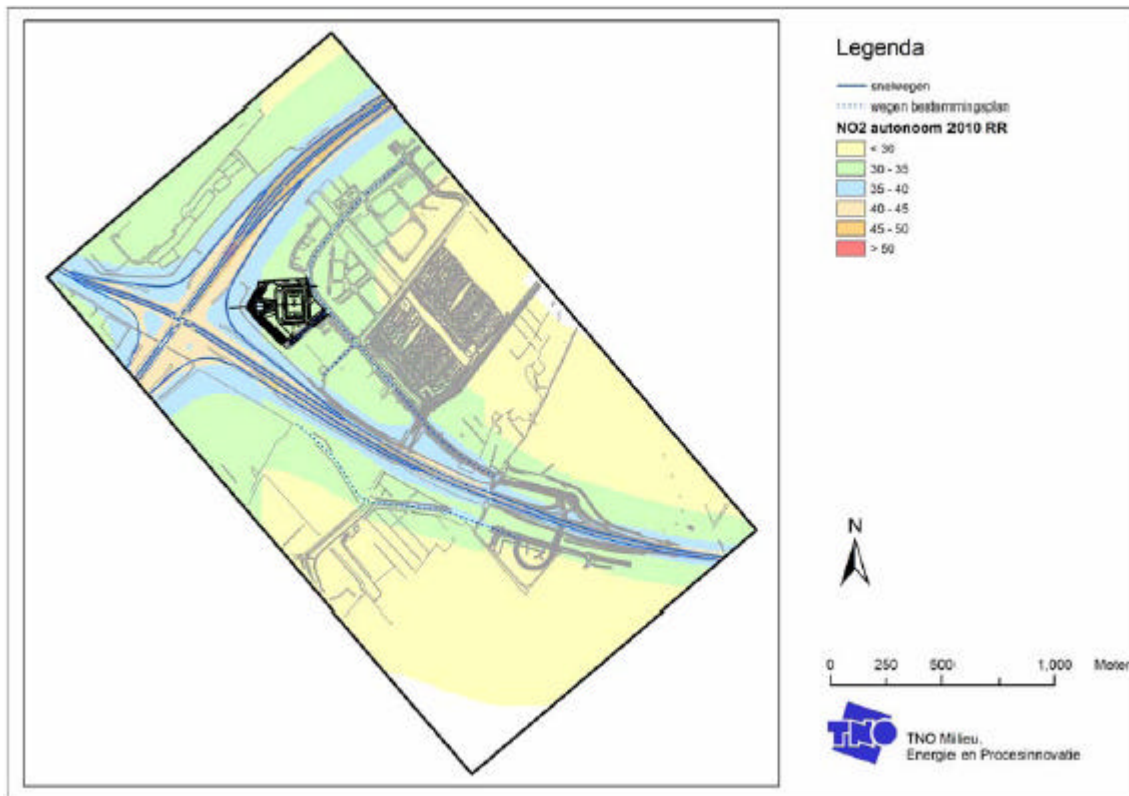 Legenda
snelwegen
wegen bestemmingsplan
NO2 autonoom 2010 RR
< 30
30 - 35
35 - 40
40 - 45
45 - 50
> 50
N
0 250 500 1,000 Meter
TNO
TNO Milieu,
Energie en Procesinnovatie